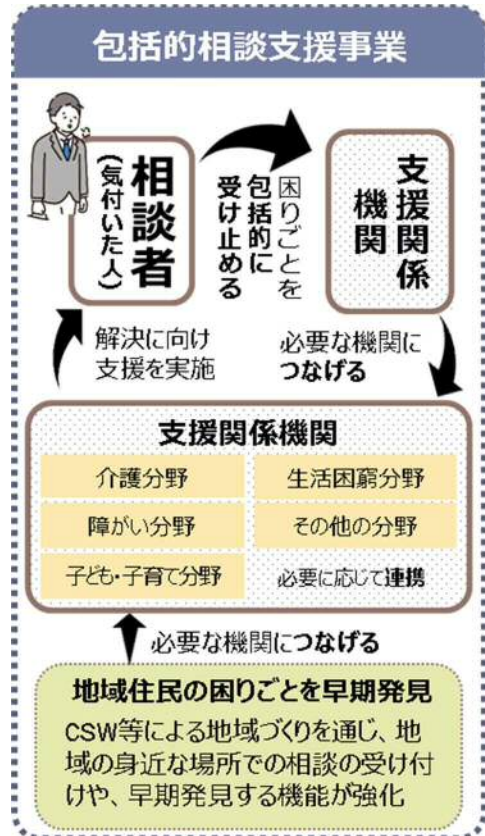 包括的相談支援事業
相談者
(気付いた人)
困りごとを
包括的に
受け止める
支援関係
機関
解決に向け
支援を実施
必要な機関に
つなげる
支援関係機関
介護分野
生活困窮分野
障がい分野
その他の分野
子ども・子育て分野
必要に応じて連携
必要な機関につなげる
地域住民の困りごとを早期発見
CSW等による地域づくりを通じ、地
域の身近な場所での相談の受け付
けや、早期発見する機能が強化